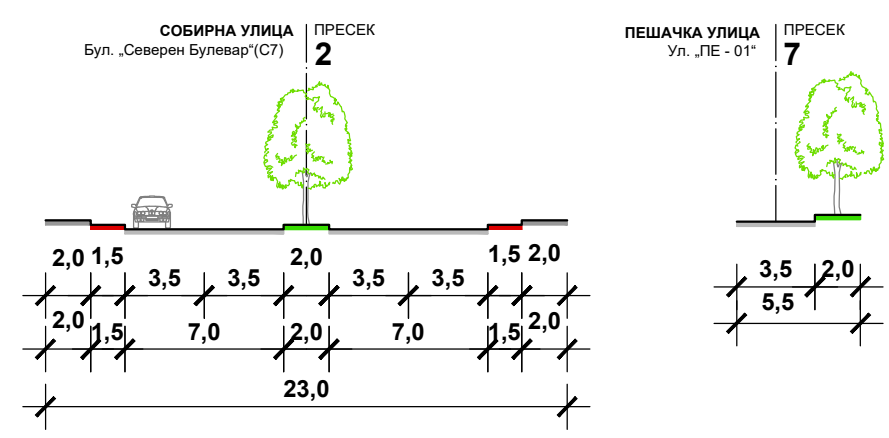 СОБИРНА УЛИЦА ПРЕСЕК
Бул. „Северен Булевар“(С7) 2
2,0 1,5 2,0 1,5 2,0
3,5 3,5 3,5 3,5
2,0 1,5 7,0 2,0 7,0 1,5 2,0
23,0
ПЕШАЧКА УЛИЦА ПРЕСЕК
Ул. „ПЕ - 01“ 7
3,5 2,0
5,5